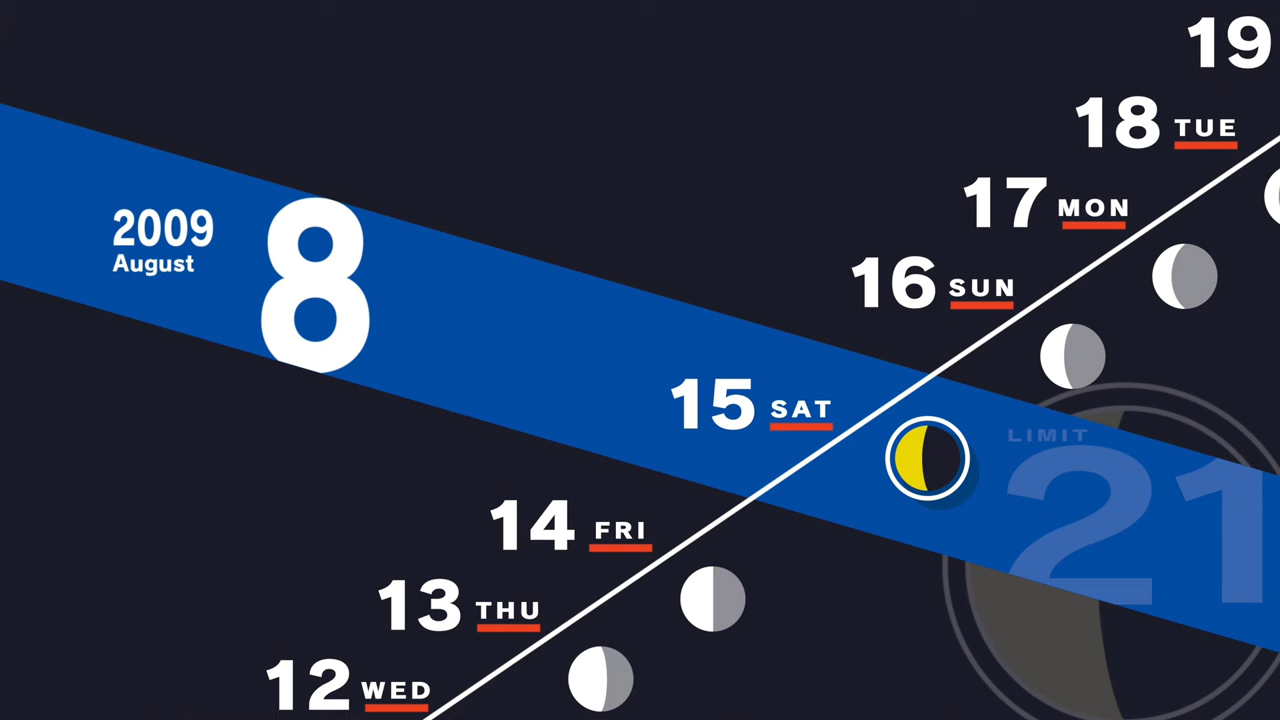 19
18 TUE
17 MON
2009
August
8
16 SUN
15 SAT
LIMIT
21
14 FRI
13 THU
12 WED